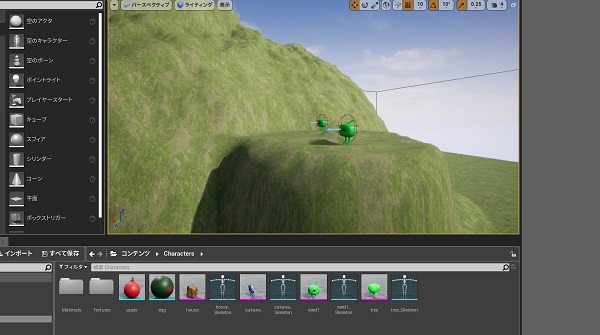 パースペクティブ ライティング 表示 10 10° 0.25 4
空のアクタ
空のキャラクター
空のポーン
ポイントライト
プレイヤースタート
キューブ
スフィア
シリンダー
コーン
平面
ボックストリガー
インポート すべて保存 コンテンツ Characters
フィルタ 検索 Characters
Materials Textures apple egg house house_Skeleton sakana sakana_Skeleton seed1 seed1_Skeleton tree tree_Skeleton